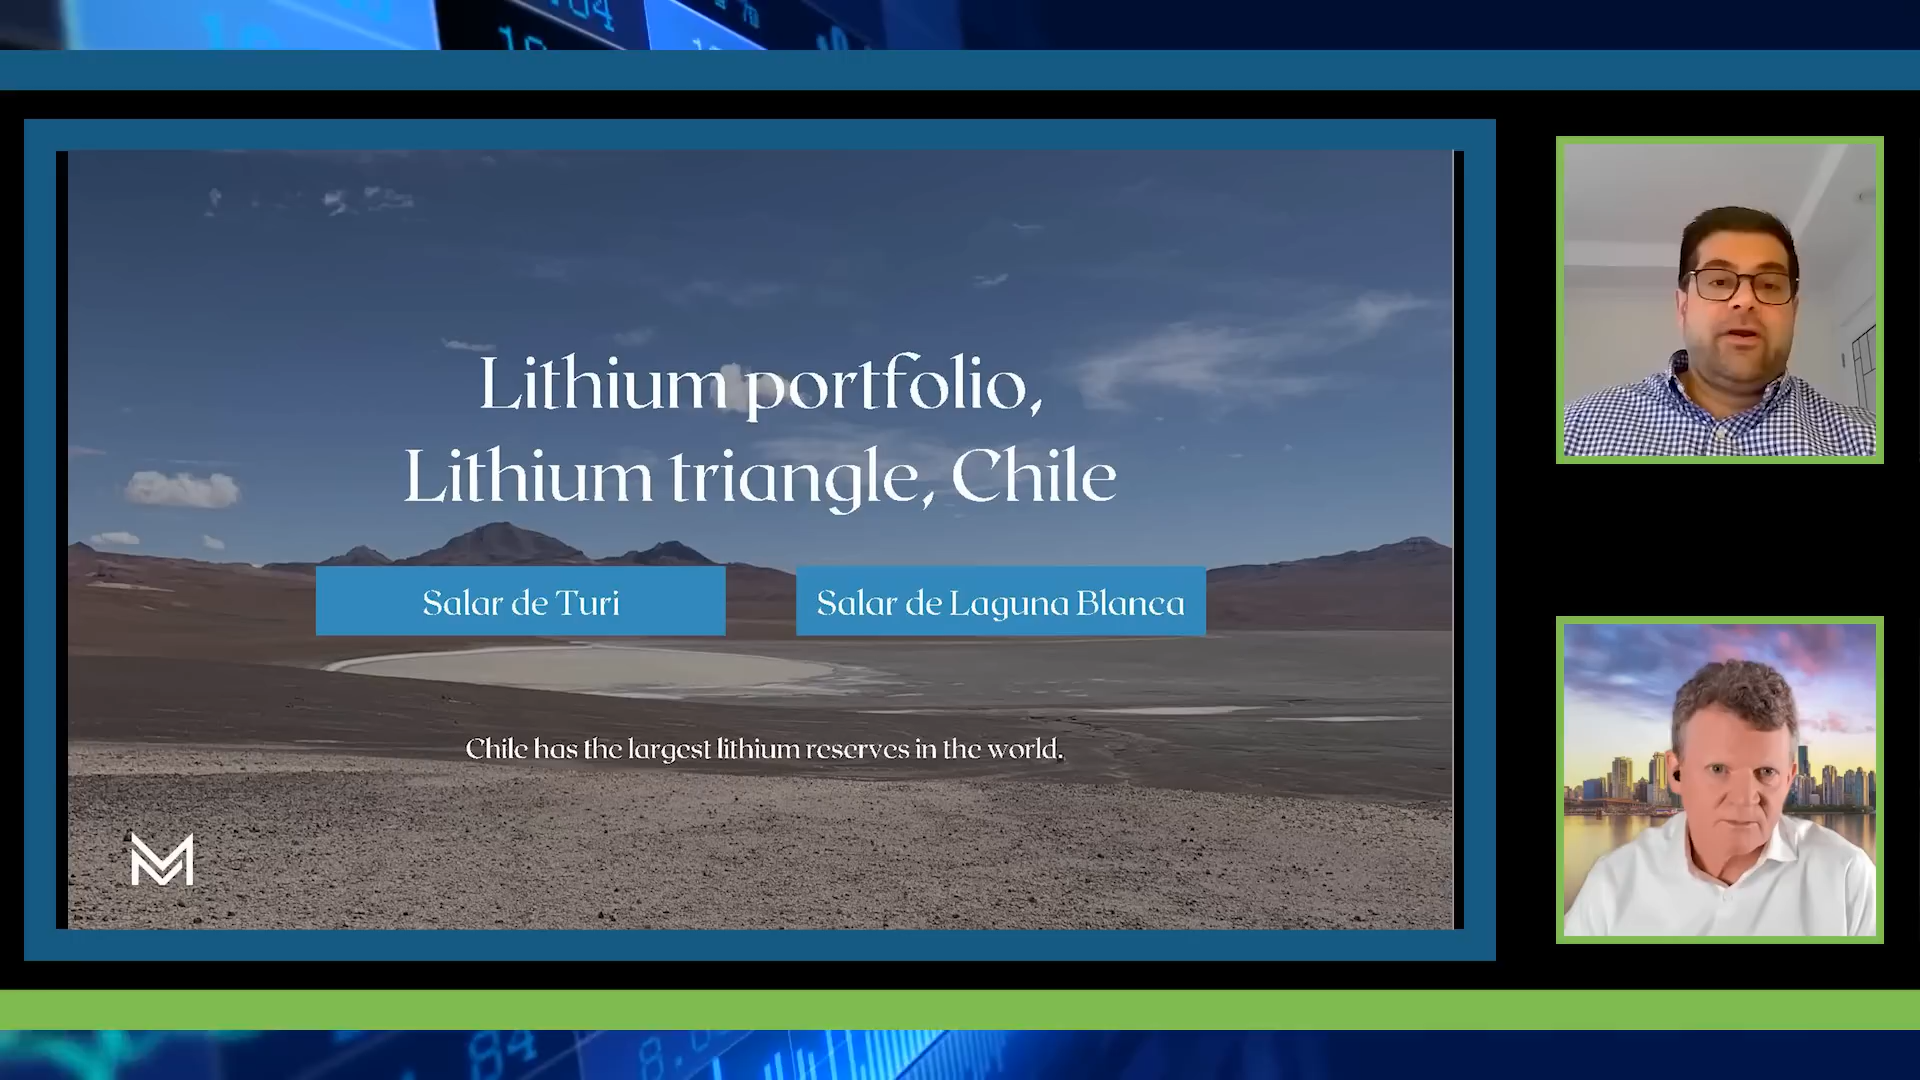 Lithium portfolio,
Lithium triangle, Chile
Salar de Turi
Salar de Laguna Blanca
Chile has the largest lithium reserves in the world.
84